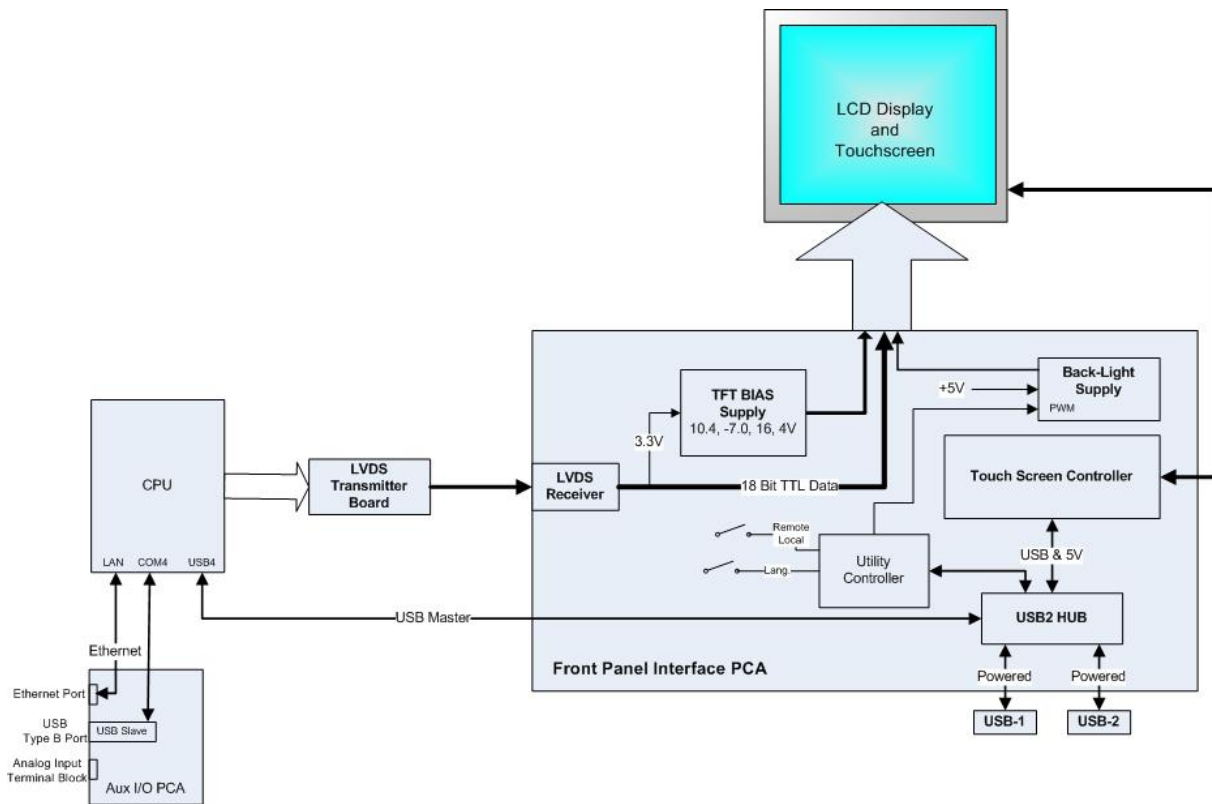 LCD Display
and
Touchscreen
Back-Light
Supply
PWM
+5V
TFT BIAS
Supply
10.4, -7.0, 16, 4V
3.3V
CPU
LAN
COM4
USB4
LVDS
Transmitter
Board
LVDS
Receiver
18 Bit TTL Data
Touch Screen Controller
Remote
Local
Lang.
Utility
Controller
USB & 5V
USB2 HUB
USB Master
Ethernet
Front Panel Interface PCA
Powered
Powered
USB-1
USB-2
Ethernet Port
USB
Type B Port
USB Slave
Analog Input
Terminal Block
Aux I/O PCA